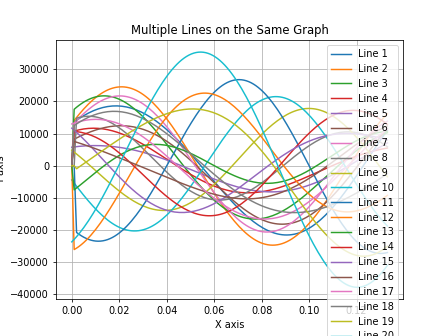 Multiple Lines on the Same Graph
30000
20000
10000
0
−10000
−20000
−30000
−40000
0.00
0.02
0.04
0.06
0.08
0.10
X axis
Line 1
Line 2
Line 3
Line 4
Line 5
Line 6
Line 7
Line 8
Line 9
Line 10
Line 11
Line 12
Line 13
Line 14
Line 15
Line 16
Line 17
Line 18
Line 19
Line 20